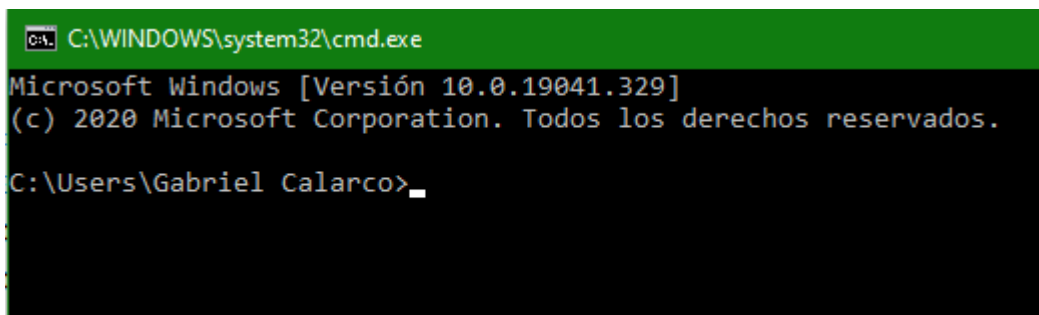 C:\WINDOWS\system32\cmd.exe
Microsoft Windows [Versión 10.0.19041.329]
(c) 2020 Microsoft Corporation. Todos los derechos reservados.
C:\Users\Gabriel Calarco>